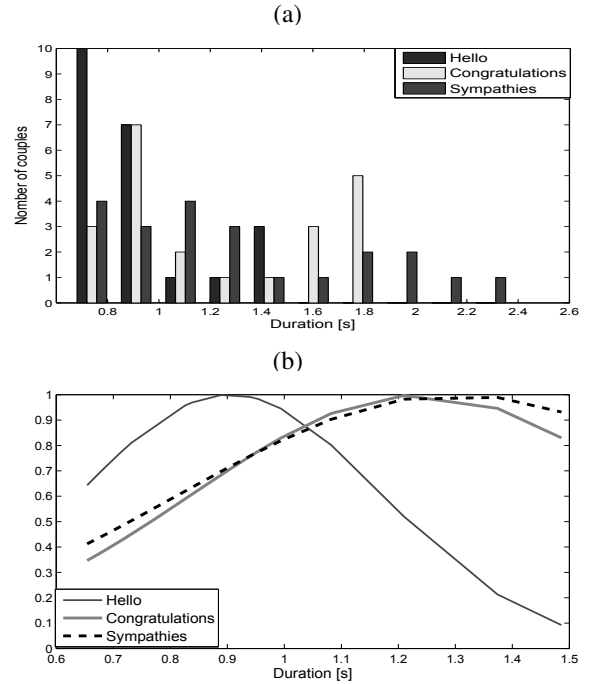 (a)
10
9
8
7
6
5
4
3
2
1
0
Nomber of couples
Hello
Congratulations
Sympathies
0.8 1 1.2 1.4 1.6 1.8 2 2.2 2.4 2.6
Duration [s]
(b)
1
0.9
0.8
0.7
0.6
0.5
0.4
0.3
0.2
0.1
0
Hello
Congratulations
Sympathies
0.6 0.7 0.8 0.9 1 1.1 1.2 1.3 1.4 1.5
Duration [s]